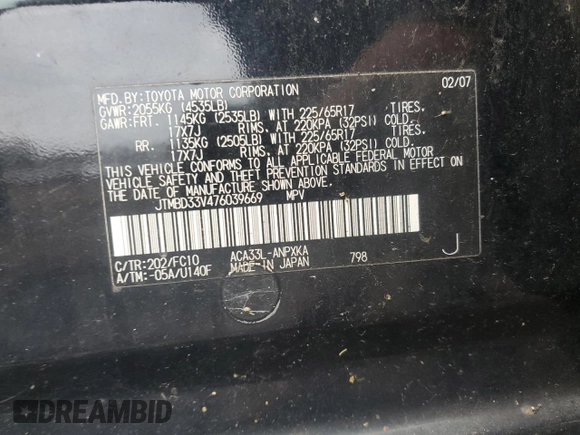 MFD. BY: TOYOTA MOTOR CORPORATION 02/07
GVWR: 2055KG (4535LB)
GAWR: FRT. 1145KG (2535LB) WITH 225/65R17 TIRES,
17X7J RIMS, AT 220KPA (32PSI) COLD.
RR. 1135KG (2505LB) WITH 225/65R17 TIRES,
17X7J RIMS, AT 220KPA (32PSI) COLD.
THIS VEHICLE CONFORMS TO ALL APPLICABLE FEDERAL MOTOR
VEHICLE SAFETY AND THEFT PREVENTION STANDARDS IN EFFECT ON
THE DATE OF MANUFACTURE SHOWN ABOVE.
JTMBD33V476039669 MPV
C/TR: 202/FC10 ACA33L-ANPXKA J
A/TM: -05A/U140F MADE IN JAPAN 798
DREAMBID